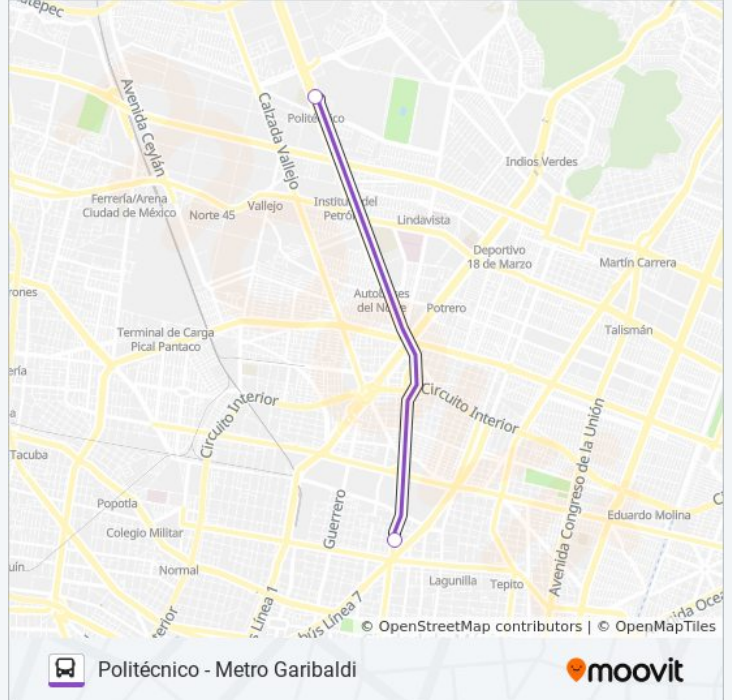 Politécnico
Avenida Ceylán
Calzada Vallejo
Indios Verdes
Ferrería/Arena
Ciudad de México
Norte 45
Vallejo
Instituto del
Lindavista
Deportivo
18 de Marzo
Martín Carrera
Autobuses
del Norte
Potrero
Talismán
Terminal de Carga
Pical Pantaco
Circuito Interior
Circuito Interior
Avenida Congreso de la Unión
Tacuba
Popotla
Guerrero
Eduardo Molina
Colegio Militar
Normal
Lagunilla
Tepito
Línea 1
Línea 7
© OpenStreetMap contributors | © OpenMapTiles
Politécnico - Metro Garibaldi
moovit